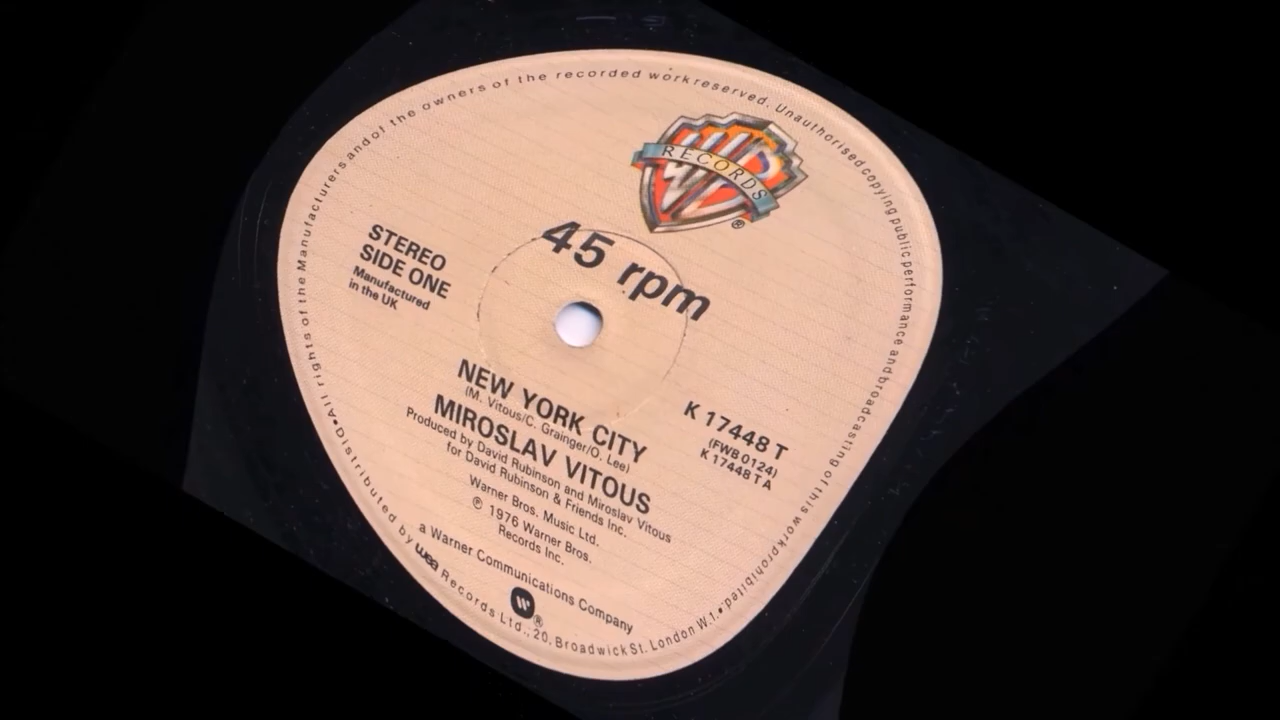 RECORDS
®
45 rpm
STEREO
SIDE ONE
Manufactured
in the UK
NEW YORK CITY
(M. Vitous/C. Grainger/O. Lee)
MIROSLAV VITOUS
Produced by David Rubinson and Miroslav Vitous
for David Rubinson & Friends Inc.
Warner Bros. Music Ltd.
℗ 1976 Warner Bros.
Records Inc.
K 17448 T
(FWB 0124)
K 17448 T A
a Warner Communications Company
®
•All rights of the Manufacturers and of the owners of the recorded work reserved. Unauthorised copying public performance and broadcasting of this work prohibited.•
Distributed by wea Records Ltd., 20, Broadwick St. London W.1.